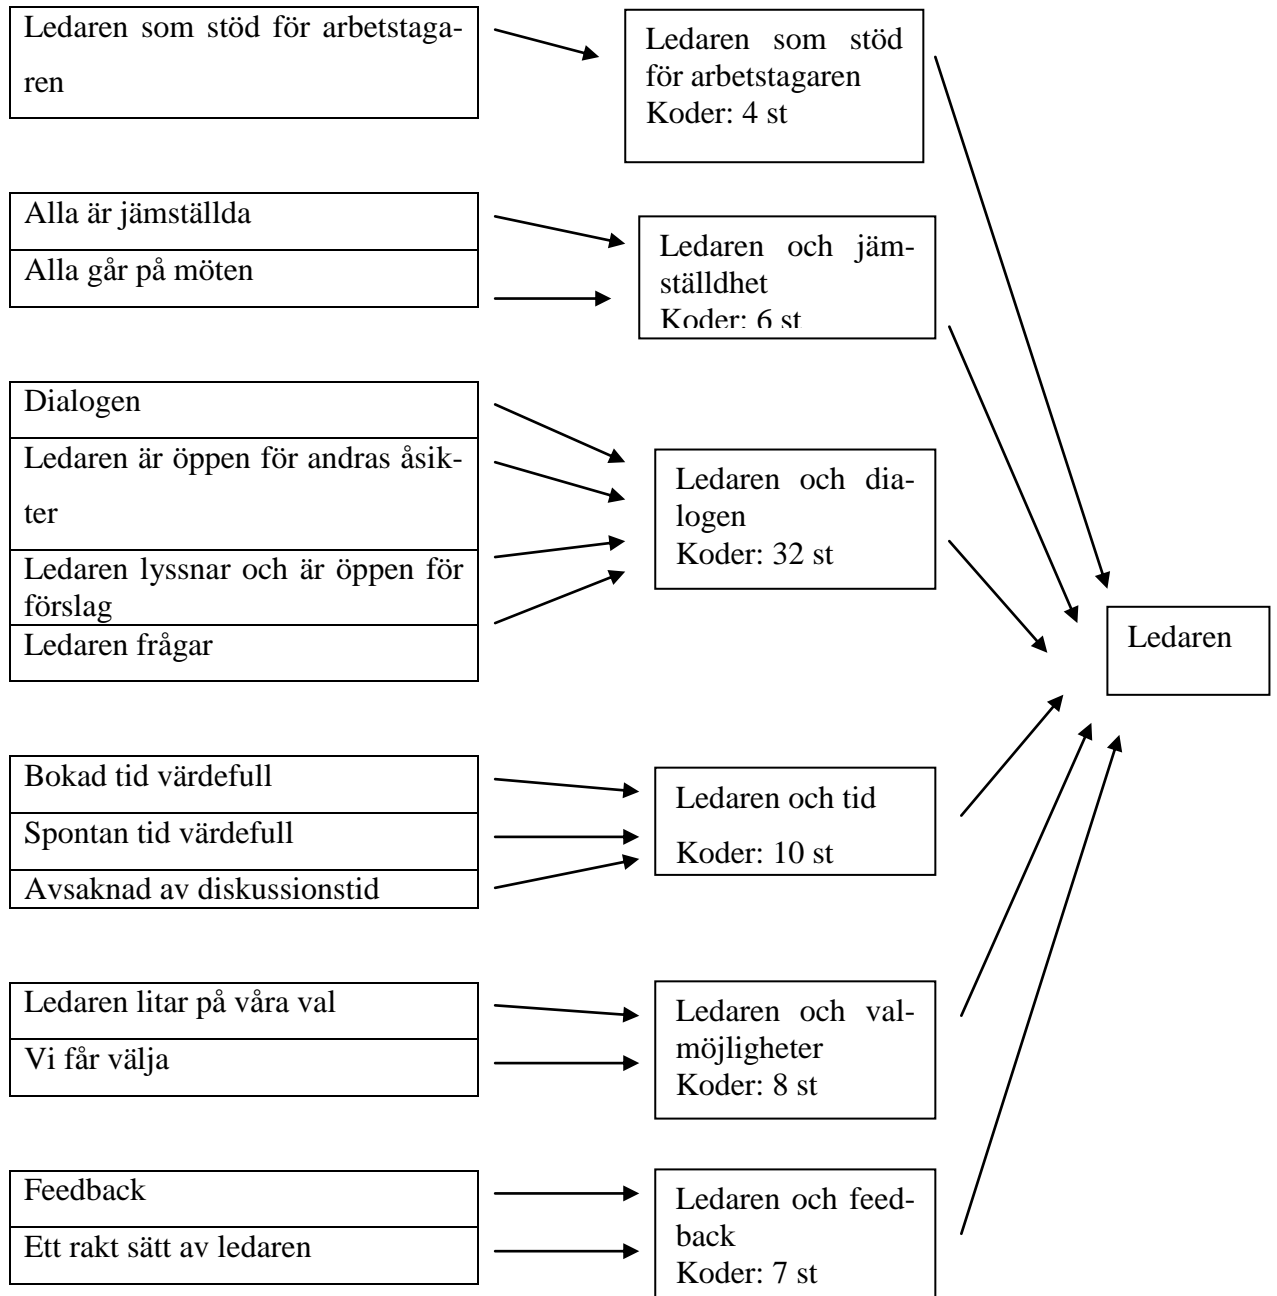 Ledaren som stöd för arbetstaga-
ren
Ledaren som stöd
för arbetstagaren
Koder: 4 st
Alla är jämställda
Alla går på möten
Ledaren och jäm-
ställdhet
Koder: 6 st
Dialogen
Ledaren är öppen för andras åsik-
ter
Ledaren lyssnar och är öppen för
förslag
Ledaren frågar
Ledaren och dia-
logen
Koder: 32 st
Ledaren
Bokad tid värdefull
Spontan tid värdefull
Avsaknad av diskussionstid
Ledaren och tid
Koder: 10 st
Ledaren litar på våra val
Vi får välja
Ledaren och val-
möjligheter
Koder: 8 st
Feedback
Ett rakt sätt av ledaren
Ledaren och feed-
back
Koder: 7 st